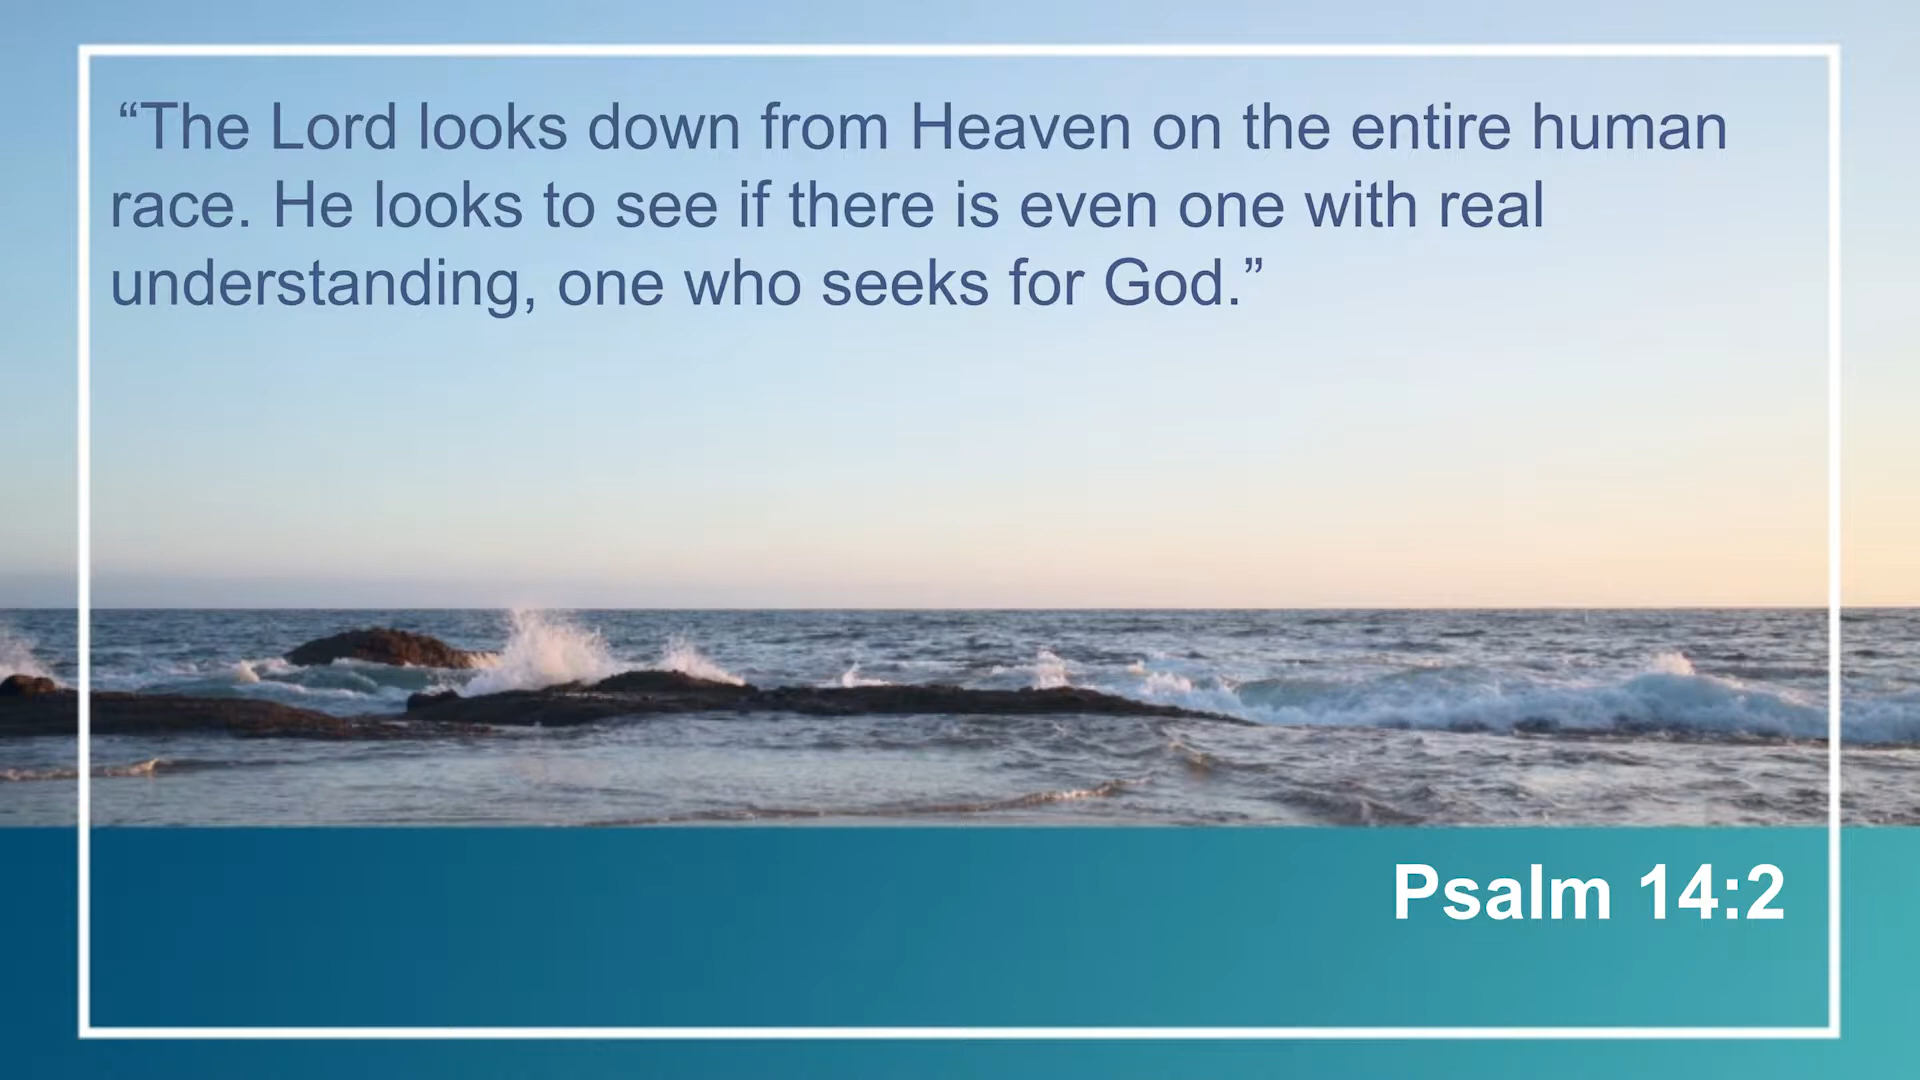 “The Lord looks down from Heaven on the entire human
race. He looks to see if there is even one with real
understanding, one who seeks for God.”
Psalm 14:2